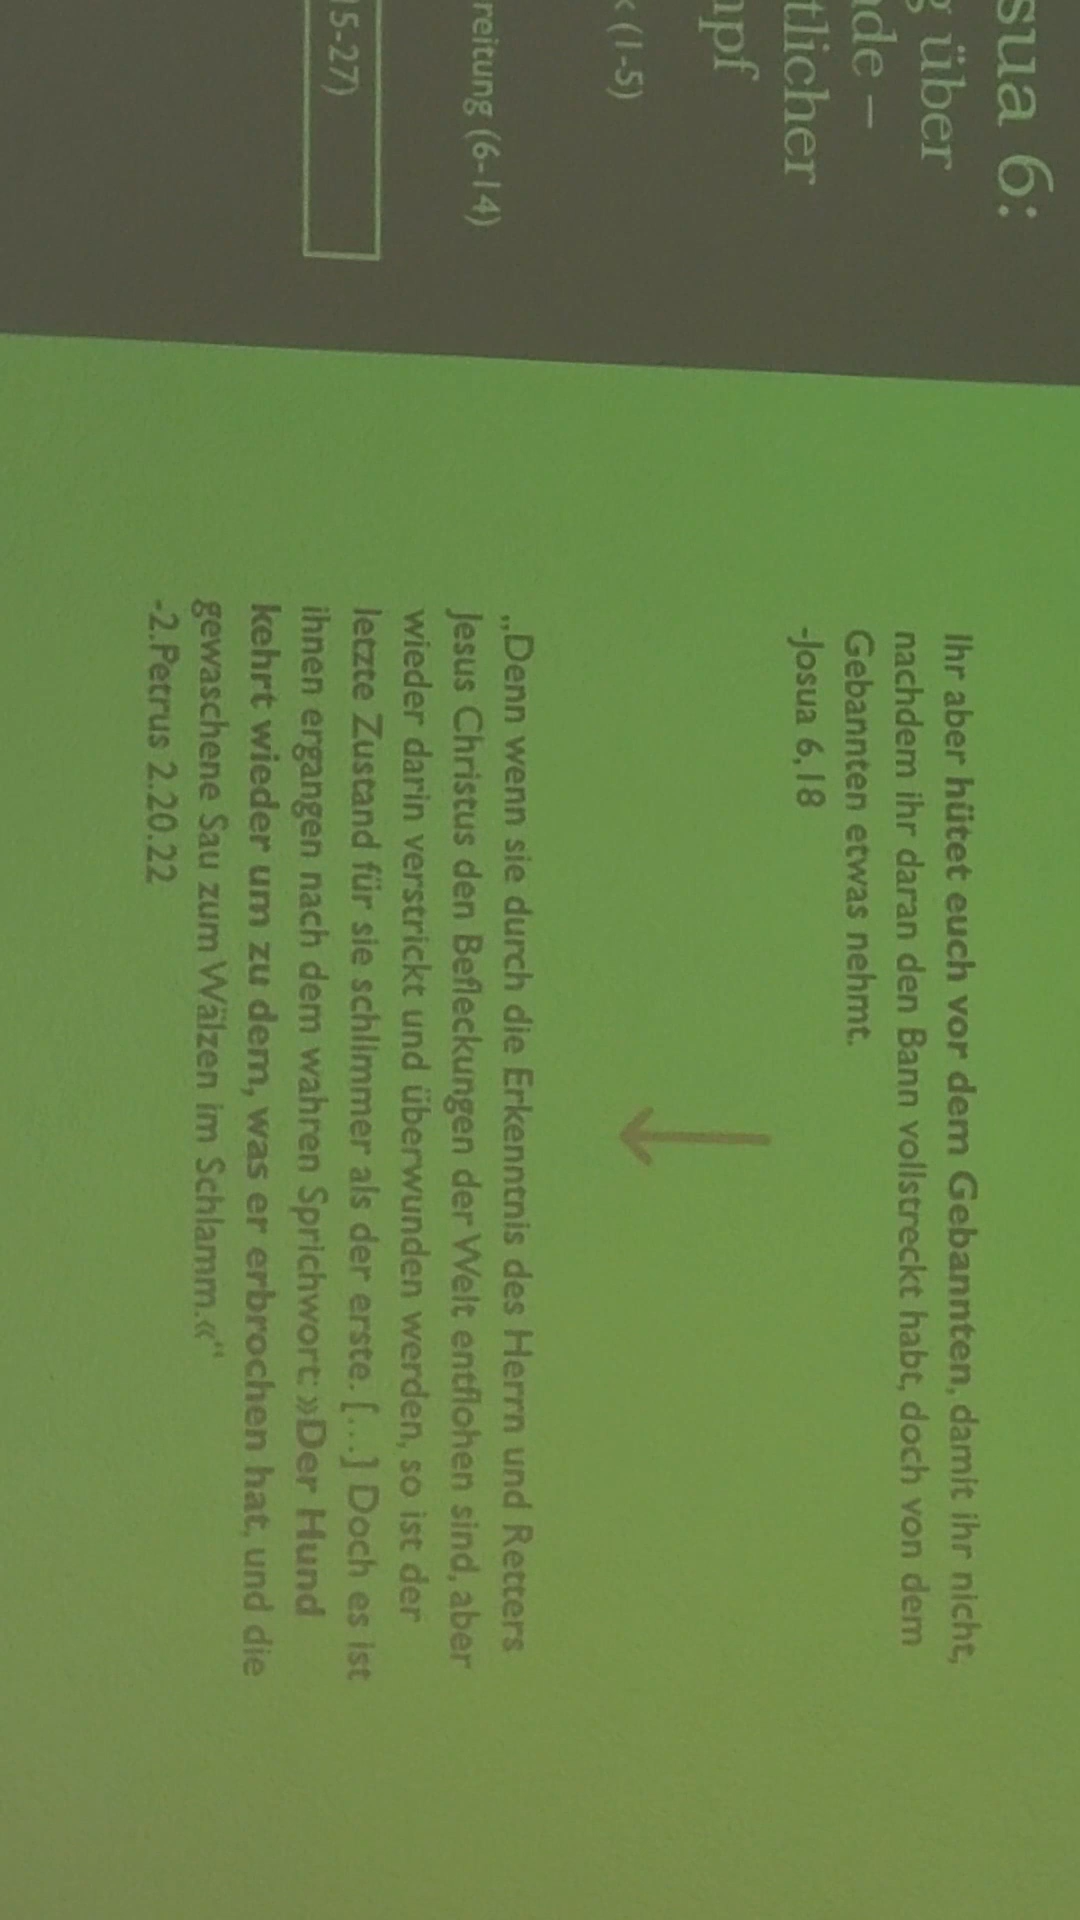 sua 6:
über
de –
tlicher
pf
(1-5)
reitung (6-14)
15-27)
Ihr aber hütet euch vor dem Gebannten, damit ihr nicht,
nachdem ihr daran den Bann vollstreckt habt, doch von dem
Gebannten etwas nehmt.
-Josua 6,18
„Denn wenn sie durch die Erkenntnis des Herrn und Retters
Jesus Christus den Befleckungen der Welt entflohen sind, aber
wieder darin verstrickt und überwunden werden, so ist der
letzte Zustand für sie schlimmer als der erste. [...] Doch es ist
ihnen ergangen nach dem wahren Sprichwort: »Der Hund
kehrt wieder um zu dem, was er erbrochen hat, und die
gewaschene Sau zum Wälzen im Schlamm.«“
-2.Petrus 2.20.22